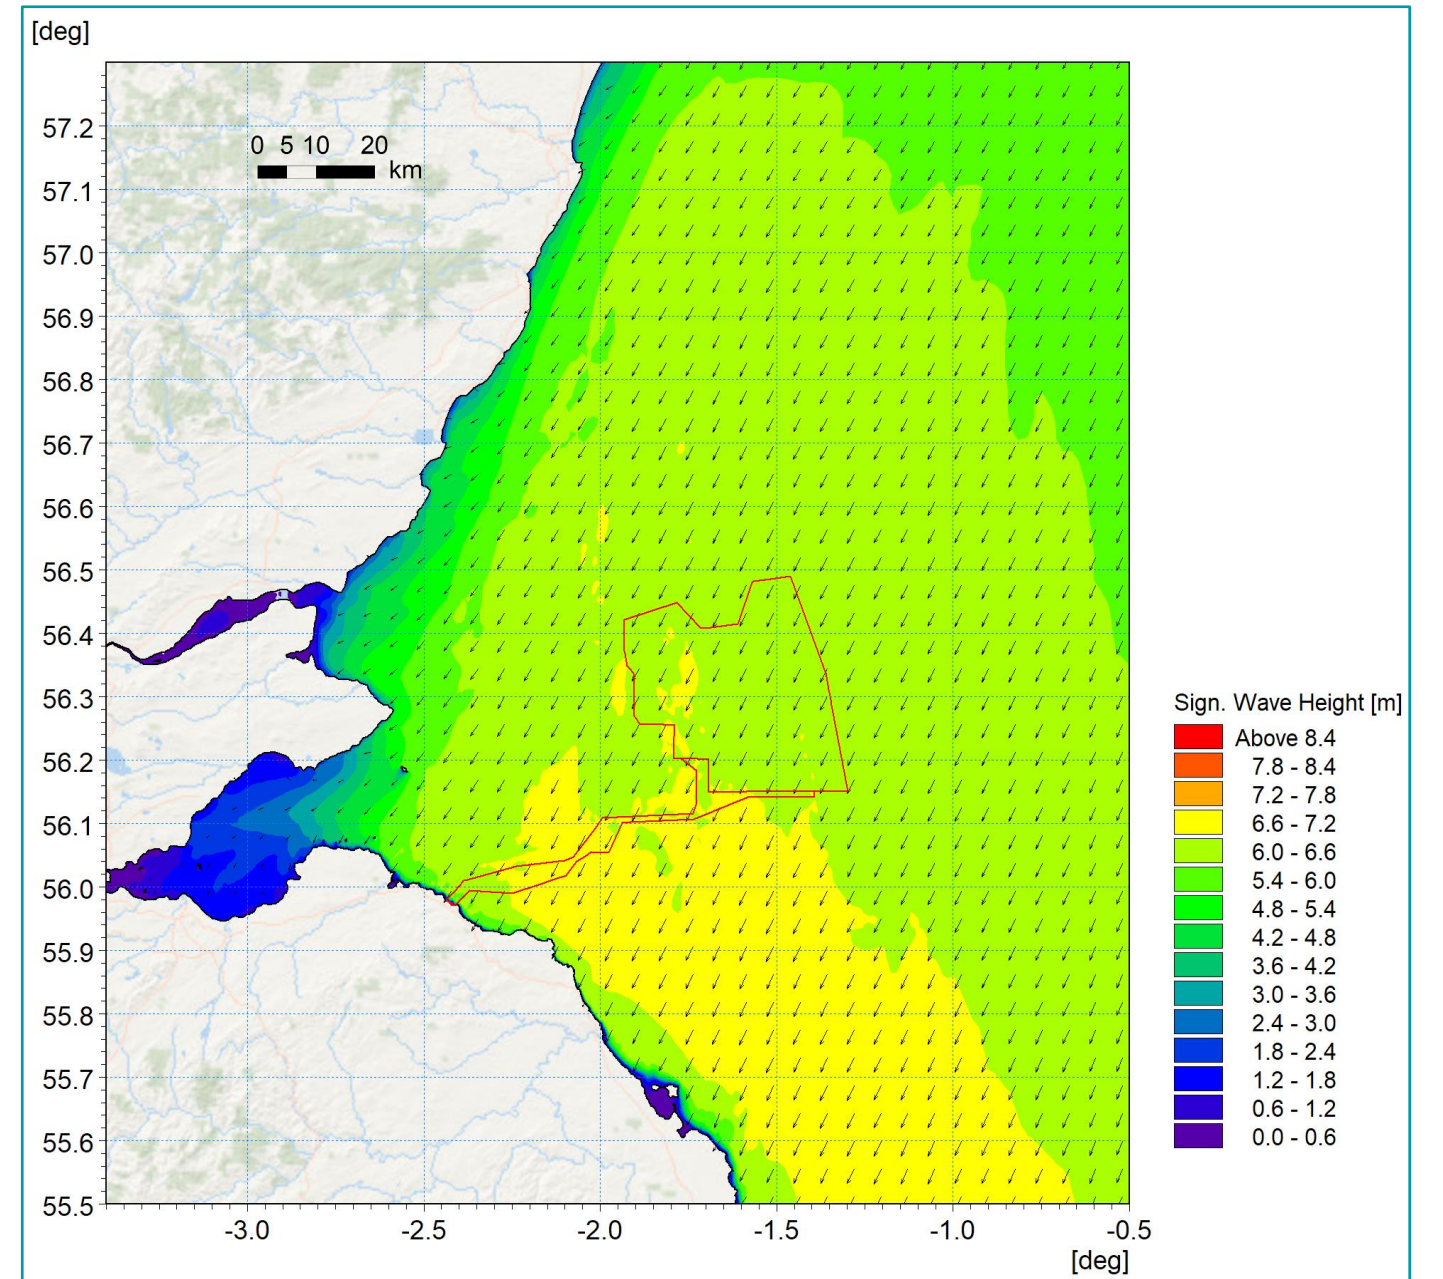 [deg]
0 5 10 20
km
57.2
57.1
57.0
56.9
56.8
56.7
56.6
56.5
56.4
56.3
56.2
56.1
56.0
55.9
55.8
55.7
55.6
55.5
-3.0 -2.5 -2.0 -1.5 -1.0 -0.5
[deg]
Sign. Wave Height [m]
Above 8.4
7.8 - 8.4
7.2 - 7.8
6.6 - 7.2
6.0 - 6.6
5.4 - 6.0
4.8 - 5.4
4.2 - 4.8
3.6 - 4.2
3.0 - 3.6
2.4 - 3.0
1.8 - 2.4
1.2 - 1.8
0.6 - 1.2
0.0 - 0.6